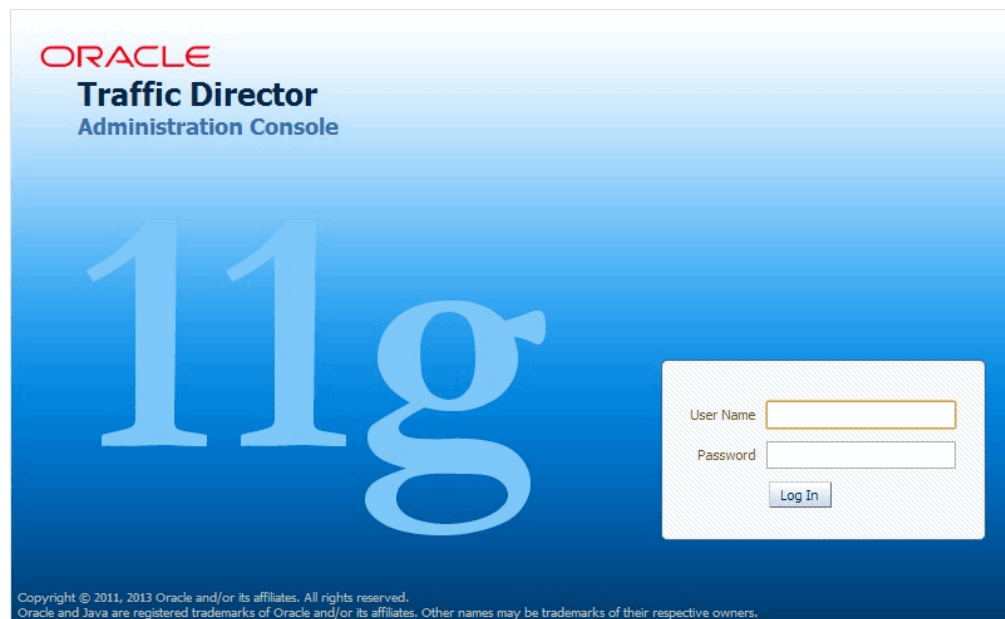 ORACLE
Traffic Director
Administration Console
11g
User Name
Password
Log In
Copyright © 2011, 2013 Oracle and/or its affiliates. All rights reserved.
Oracle and Java are registered trademarks of Oracle and/or its affiliates. Other names may be trademarks of their respective owners.